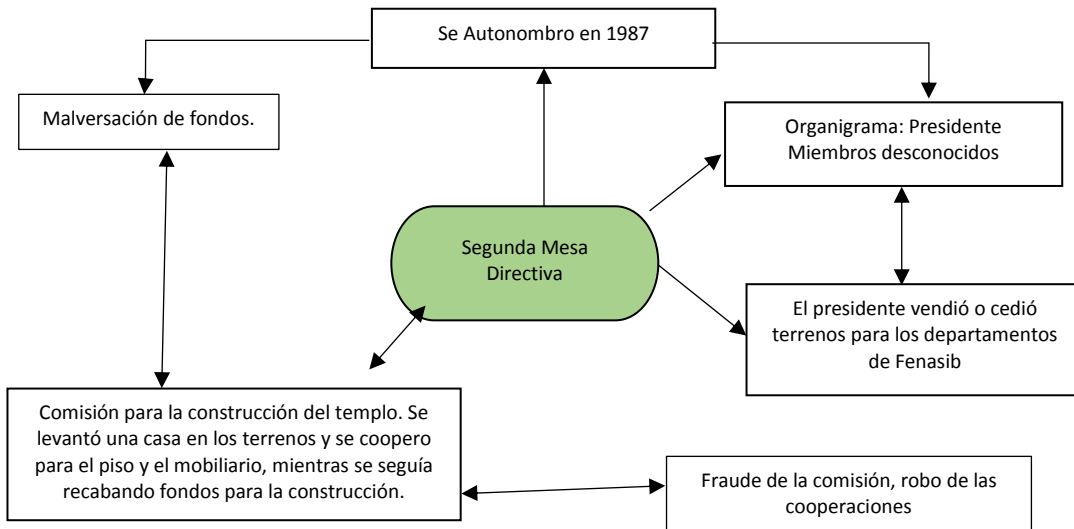 Se Autonombro en 1987
Malversación de fondos.
Organigrama: Presidente
Miembros desconocidos
Segunda Mesa
Directiva
El presidente vendió o cedió
terrenos para los departamentos
de Fenasib
Comisión para la construcción del templo. Se
levantó una casa en los terrenos y se coopero
para el piso y el mobiliario, mientras se seguía
recabando fondos para la construcción.
Fraude de la comisión, robo de las
cooperaciones